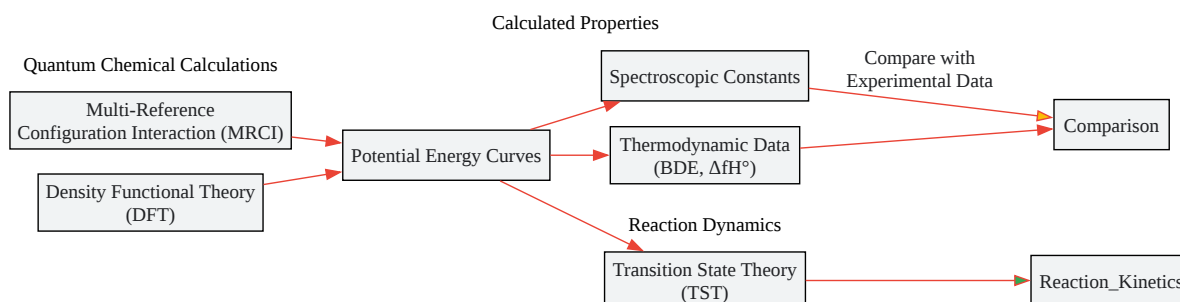 Calculated Properties
Quantum Chemical Calculations
Multi-Reference
Configuration Interaction (MRCI)
Density Functional Theory
(DFT)
Potential Energy Curves
Spectroscopic Constants
Thermodynamic Data
(BDE, ΔfH°)
Compare with
Experimental Data
Comparison
Reaction Dynamics
Transition State Theory
(TST)
Reaction_Kinetics